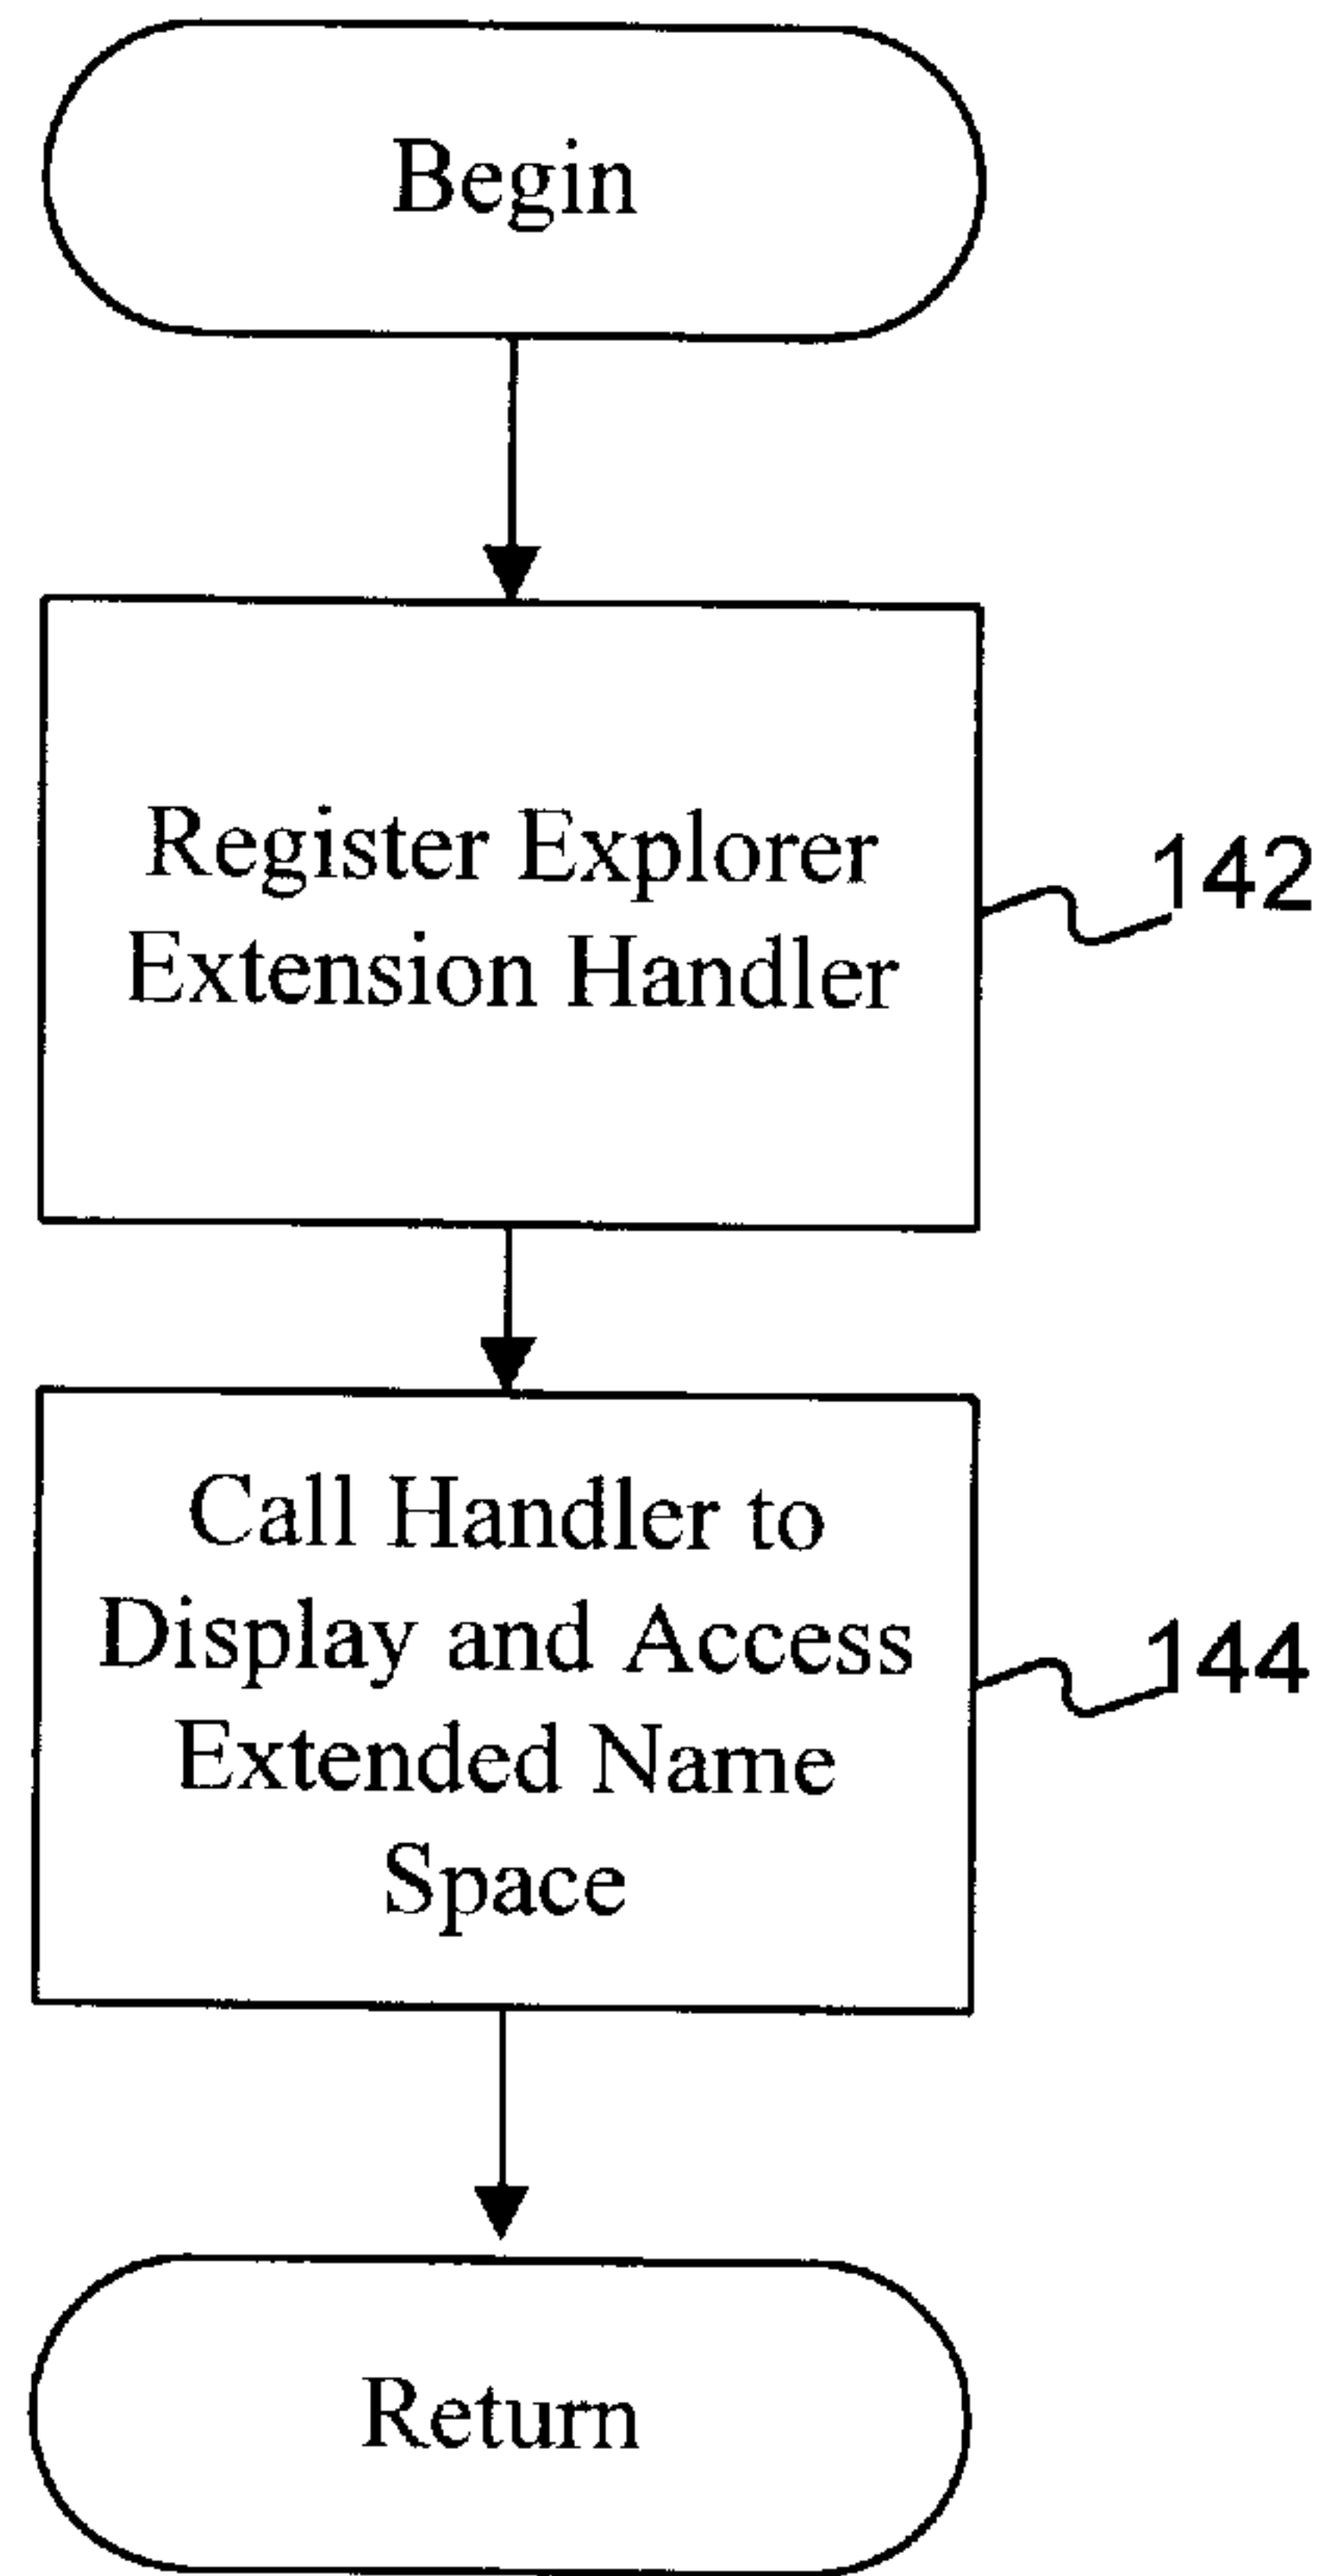 Begin
Register Explorer
Extension Handler
142
Call Handler to
Display and Access
Extended Name
Space
144
Return